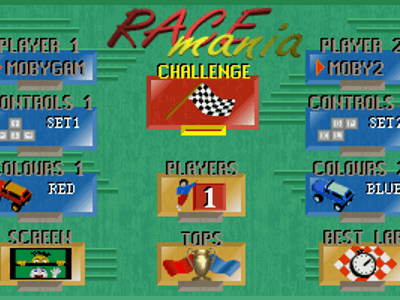 RACE
mania
PLAYER 1
MOBYGAM
CHALLENGE
PLAYER 2
MOBY2
CONTROLS 1
SET1
CONTROLS 2
SET2
COLOURS 1
RED
PLAYERS
1
COLOURS 2
BLUE
SCREEN
TOPS
BEST LAP